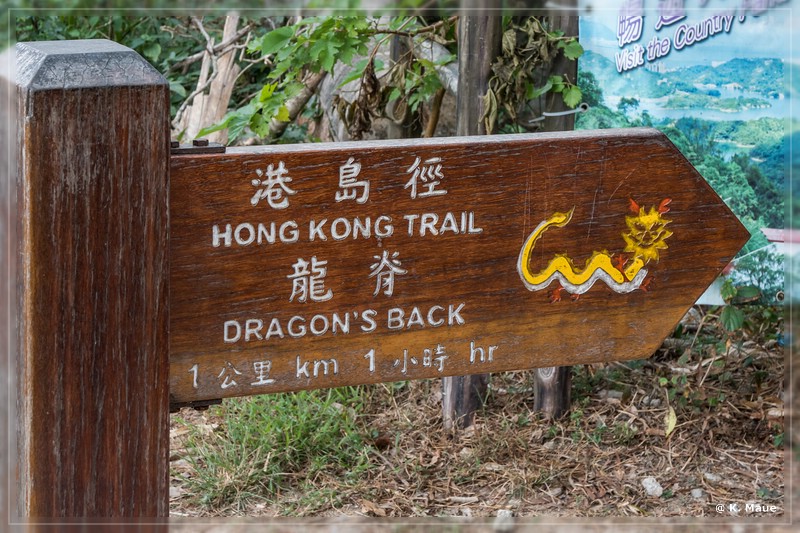 Visit the Country Park
港島徑
HONG KONG TRAIL
龍脊
DRAGON'S BACK
1 公里 km 1 小時 hr
@ K. Maue